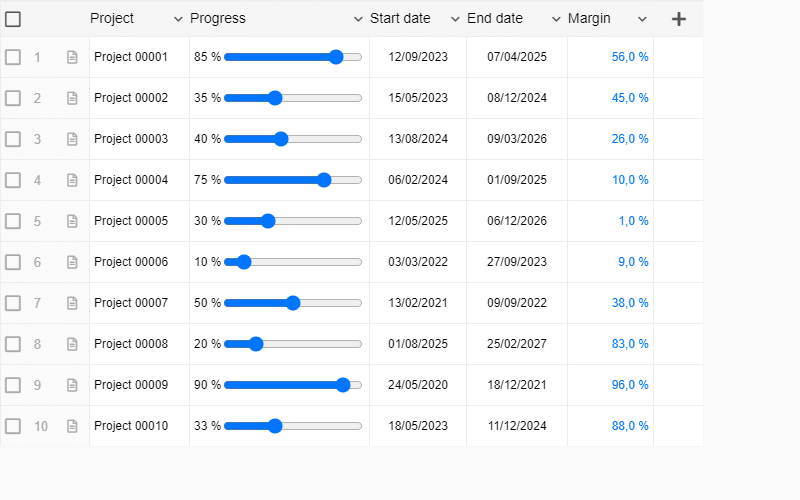 Project Progress Start date End date Margin
1 Project 00001 85 % 12/09/2023 07/04/2025 56,0 %
2 Project 00002 35 % 15/05/2023 08/12/2024 45,0 %
3 Project 00003 40 % 13/08/2024 09/03/2026 26,0 %
4 Project 00004 75 % 06/02/2024 01/09/2025 10,0 %
5 Project 00005 30 % 12/05/2025 06/12/2026 1,0 %
6 Project 00006 10 % 03/03/2022 27/09/2023 9,0 %
7 Project 00007 50 % 13/02/2021 09/09/2022 38,0 %
8 Project 00008 20 % 01/08/2025 25/02/2027 83,0 %
9 Project 00009 90 % 24/05/2020 18/12/2021 96,0 %
10 Project 00010 33 % 18/05/2023 11/12/2024 88,0 %